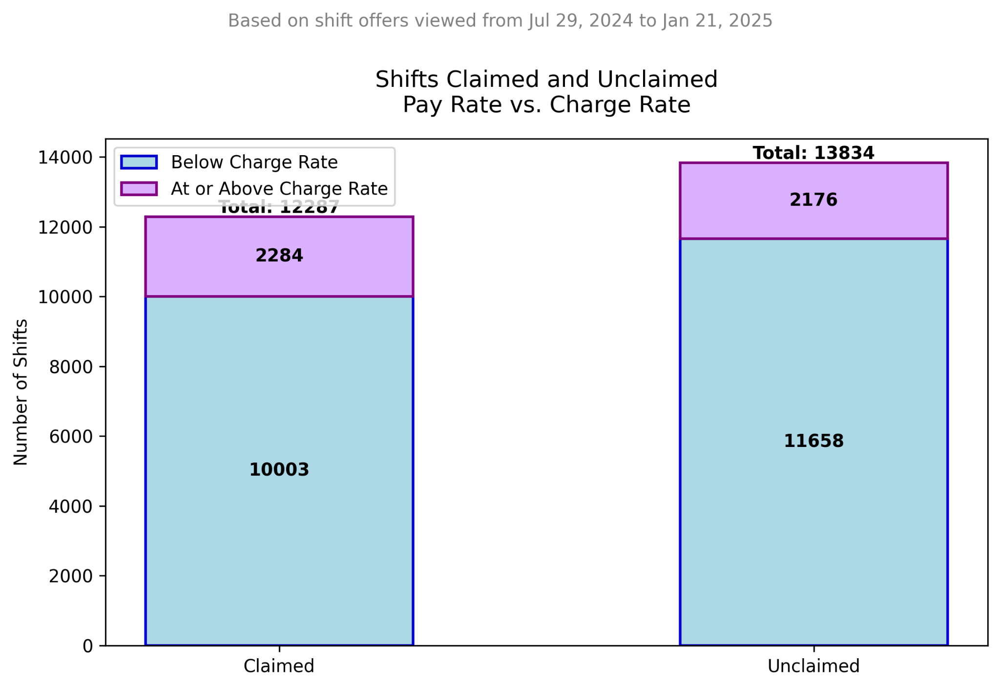 Based on shift offers viewed from Jul 29, 2024 to Jan 21, 2025
Shifts Claimed and Unclaimed
Pay Rate vs. Charge Rate
Below Charge Rate
At or Above Charge Rate
Total: 12287
Total: 13834
2284
2176
10003
11658
Number of Shifts
14000
12000
10000
8000
6000
4000
2000
0
Claimed
Unclaimed